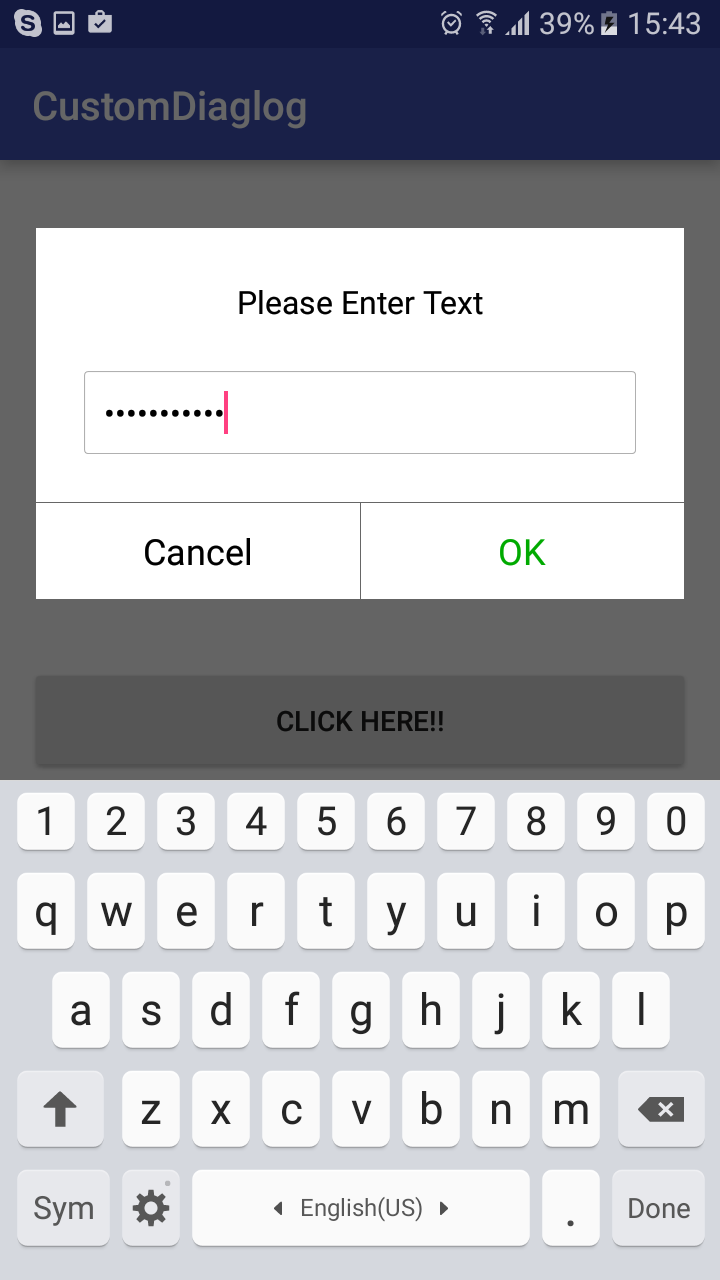 39% 15:43
CustomDiaglog
Please Enter Text
•••••••••••
Cancel OK
CLICK HERE!!
1 2 3 4 5 6 7 8 9 0
q w e r t y u i o p
a s d f g h j k l
z x c v b n m
Sym English(US) . Done